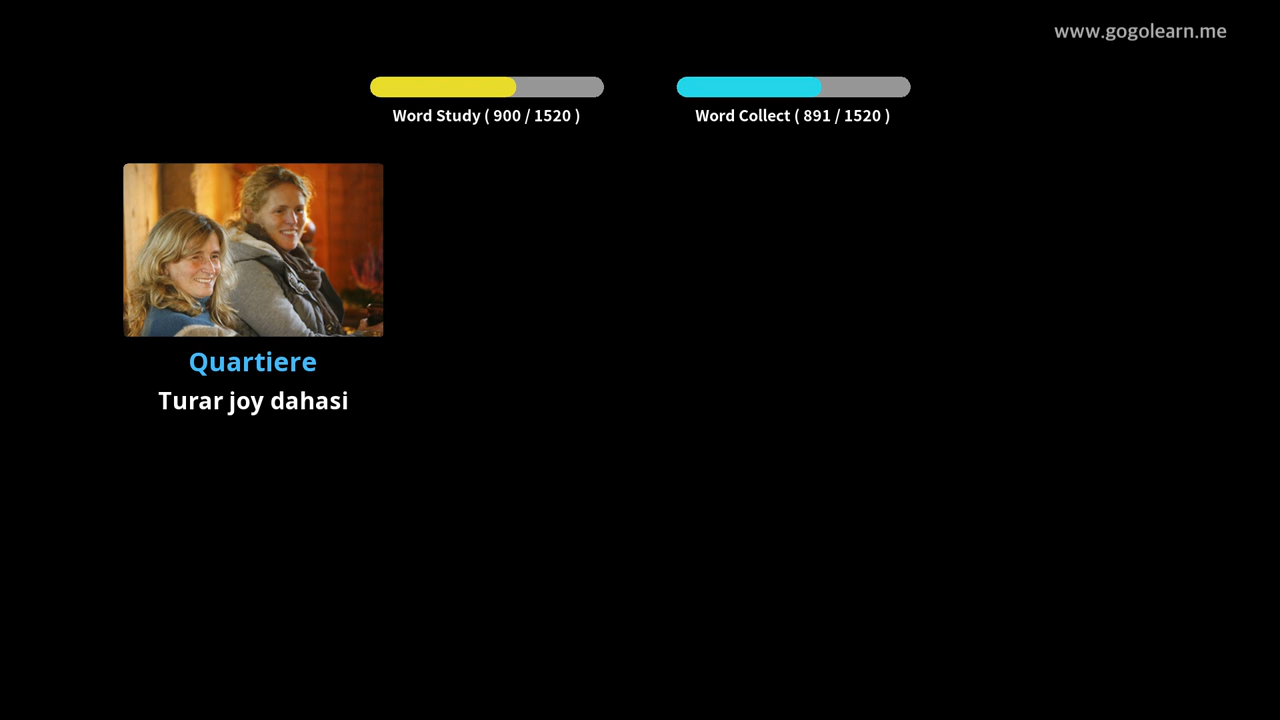 www.gogolearn.me
Word Study ( 900 / 1520 )
Word Collect ( 891 / 1520 )
Quartiere
Turar joy dahasi